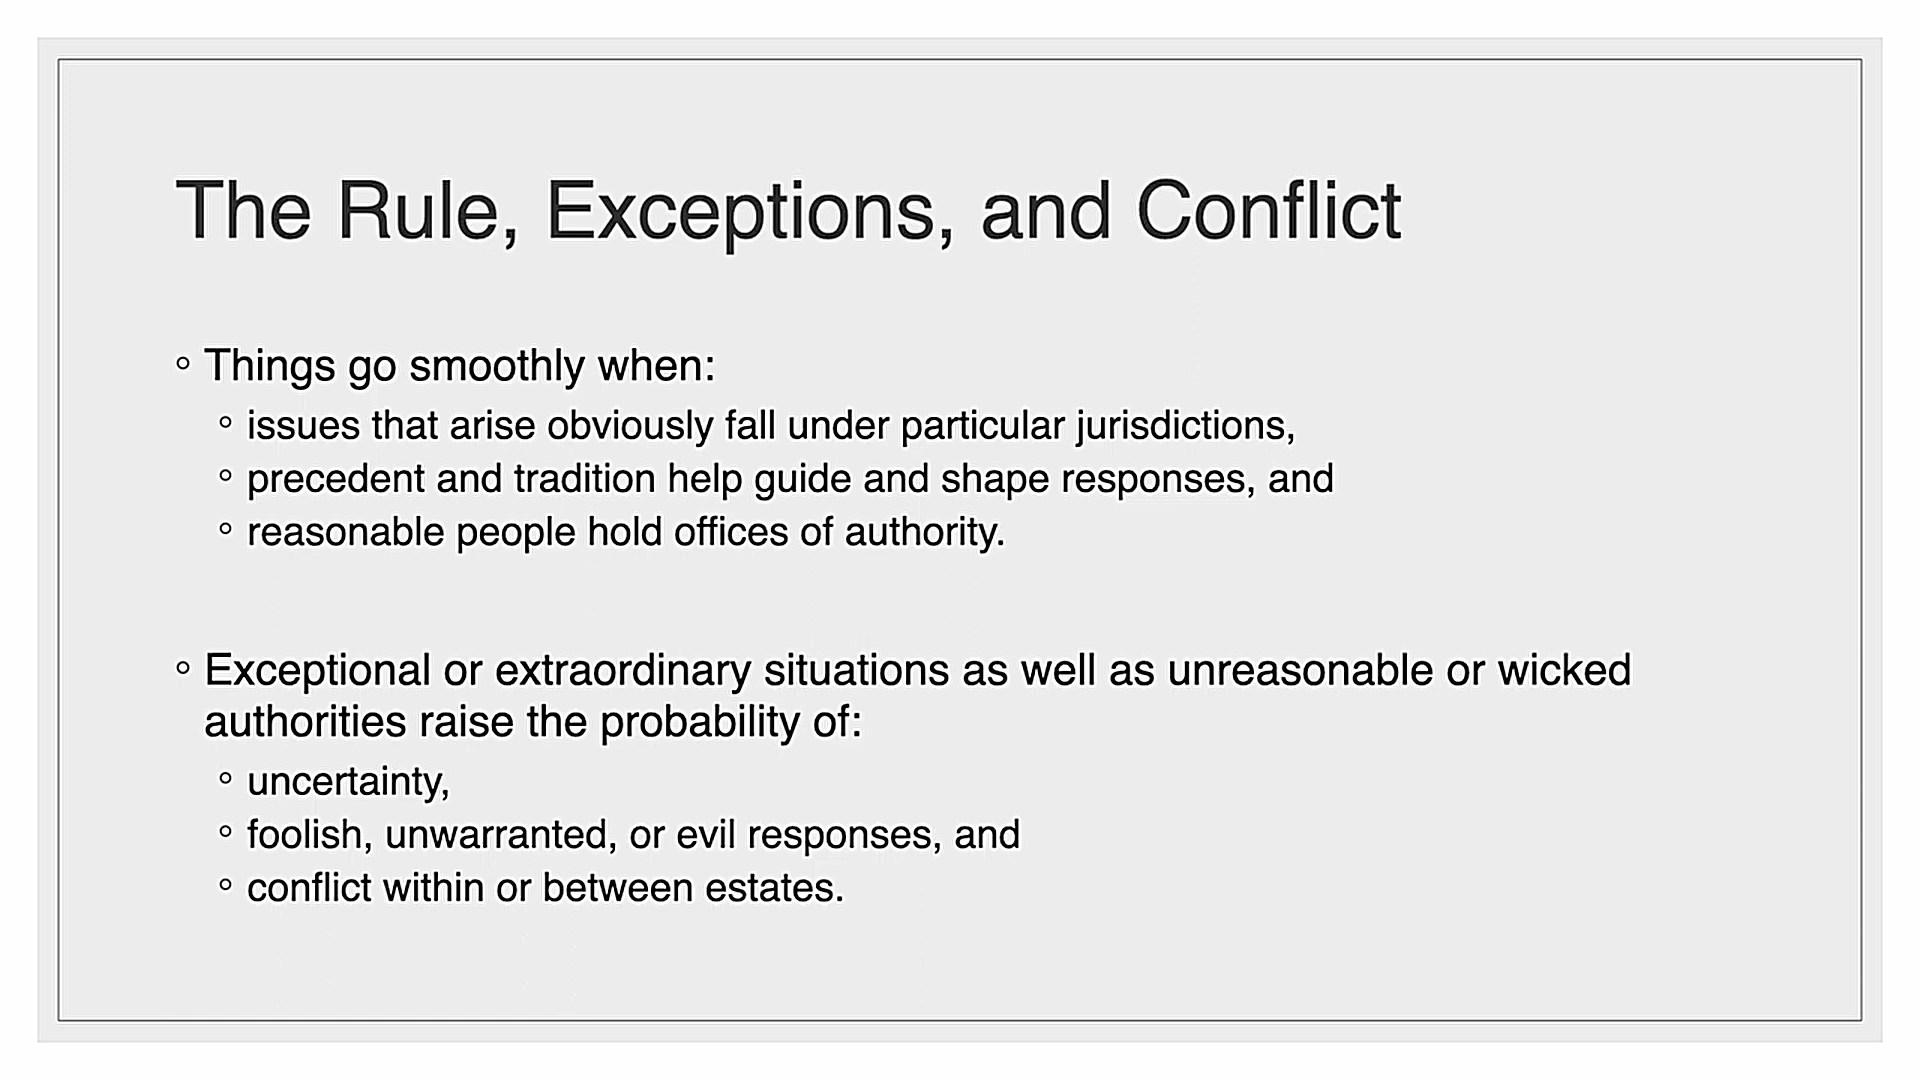 The Rule, Exceptions, and Conflict
◦ Things go smoothly when:
◦ issues that arise obviously fall under particular jurisdictions,
◦ precedent and tradition help guide and shape responses, and
◦ reasonable people hold offices of authority.
◦ Exceptional or extraordinary situations as well as unreasonable or wicked
authorities raise the probability of:
◦ uncertainty,
◦ foolish, unwarranted, or evil responses, and
◦ conflict within or between estates.